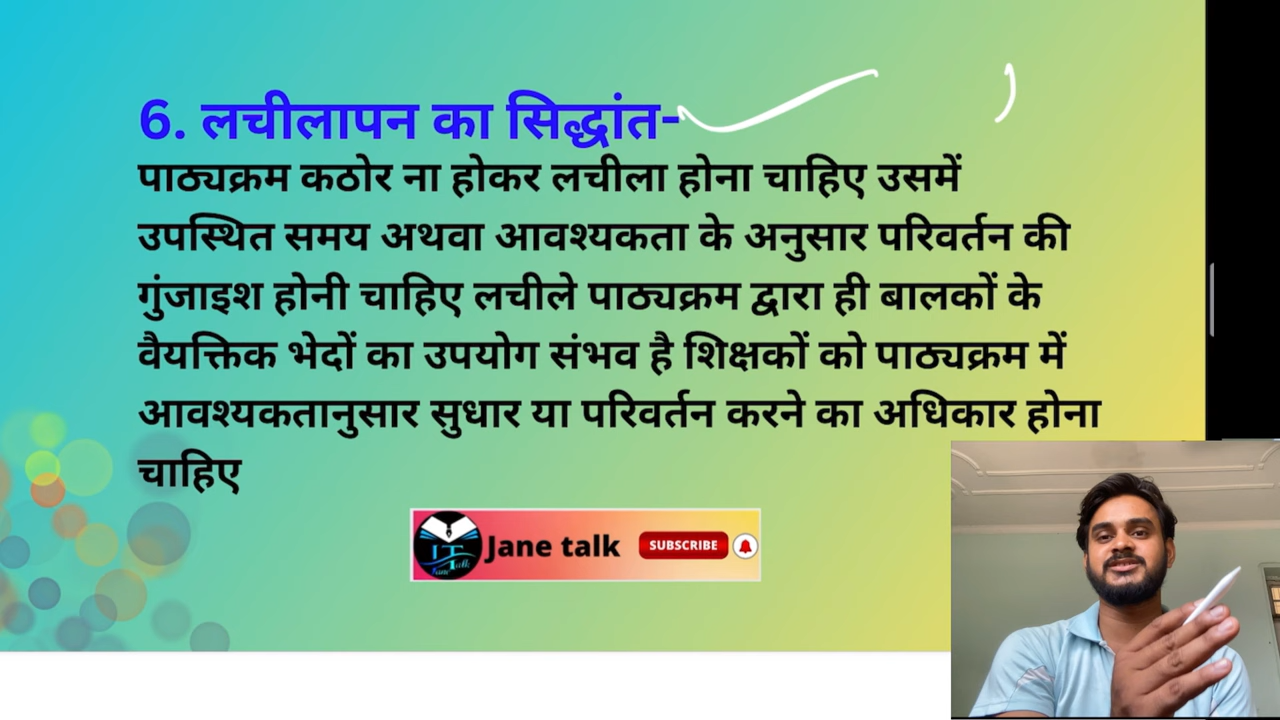 6. लचीलापन का सिद्धांत-
पाठ्यक्रम कठोर ना होकर लचीला होना चाहिए उसमें
उपस्थित समय अथवा आवश्यकता के अनुसार परिवर्तन की
गुंजाइश होनी चाहिए लचीले पाठ्यक्रम द्वारा ही बालकों के
वैयक्तिक भेदों का उपयोग संभव है शिक्षकों को पाठ्यक्रम में
आवश्यकतानुसार सुधार या परिवर्तन करने का अधिकार होना
चाहिए
Jane talk
SUBSCRIBE